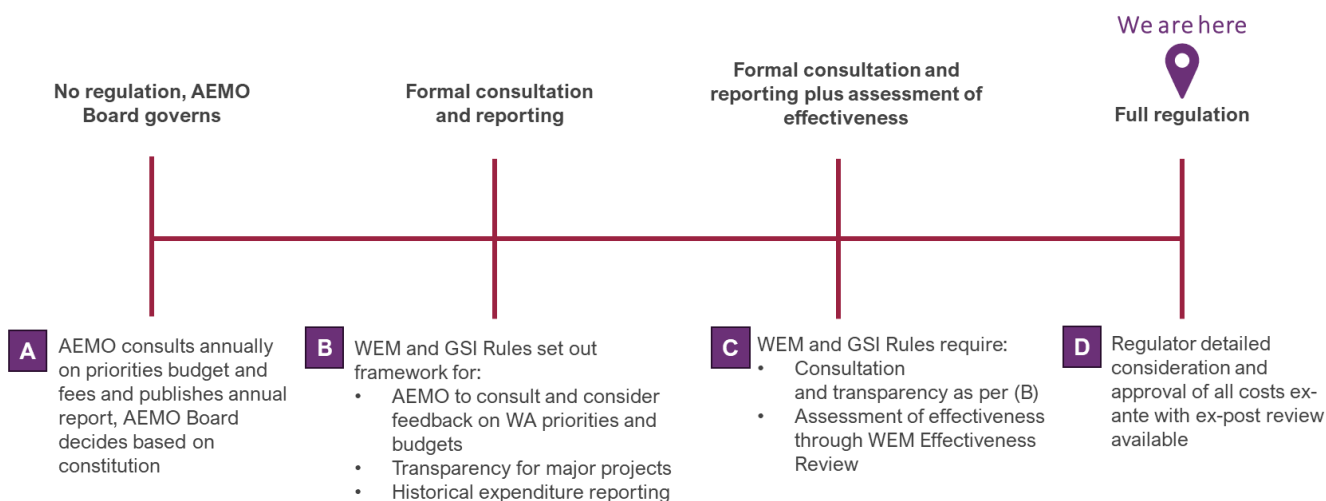 We are here
No regulation, AEMO
Board governs
Formal consultation
and reporting
Formal consultation and
reporting plus assessment of
effectiveness
Full regulation
A
AEMO consults annually
on priorities budget and
fees and publishes annual
report, AEMO Board
decides based on
constitution
B
WEM and GSI Rules set out
framework for:
• AEMO to consult and consider
feedback on WA priorities and
budgets
• Transparency for major projects
• Historical expenditure reporting
C
WEM and GSI Rules require:
• Consultation
and transparency as per (B)
• Assessment of effectiveness
through WEM Effectiveness
Review
D
Regulator detailed
consideration and
approval of all costs ex-
ante with ex-post review
available